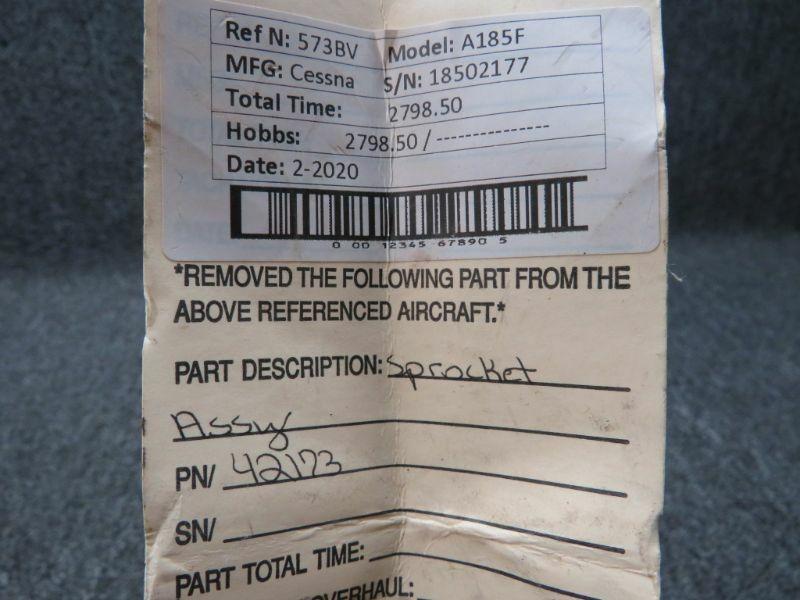 Ref N: 573BV Model: A185F
MFG: Cessna S/N: 18502177
Total Time: 2798.50
Hobbs: 2798.50 / ---------------
Date: 2-2020
0 00 12345 67890 5
*REMOVED THE FOLLOWING PART FROM THE
ABOVE REFERENCED AIRCRAFT.*
PART DESCRIPTION: Sprocket
Assy
PN/ 42173
SN/
PART TOTAL TIME:
OVERHAUL: